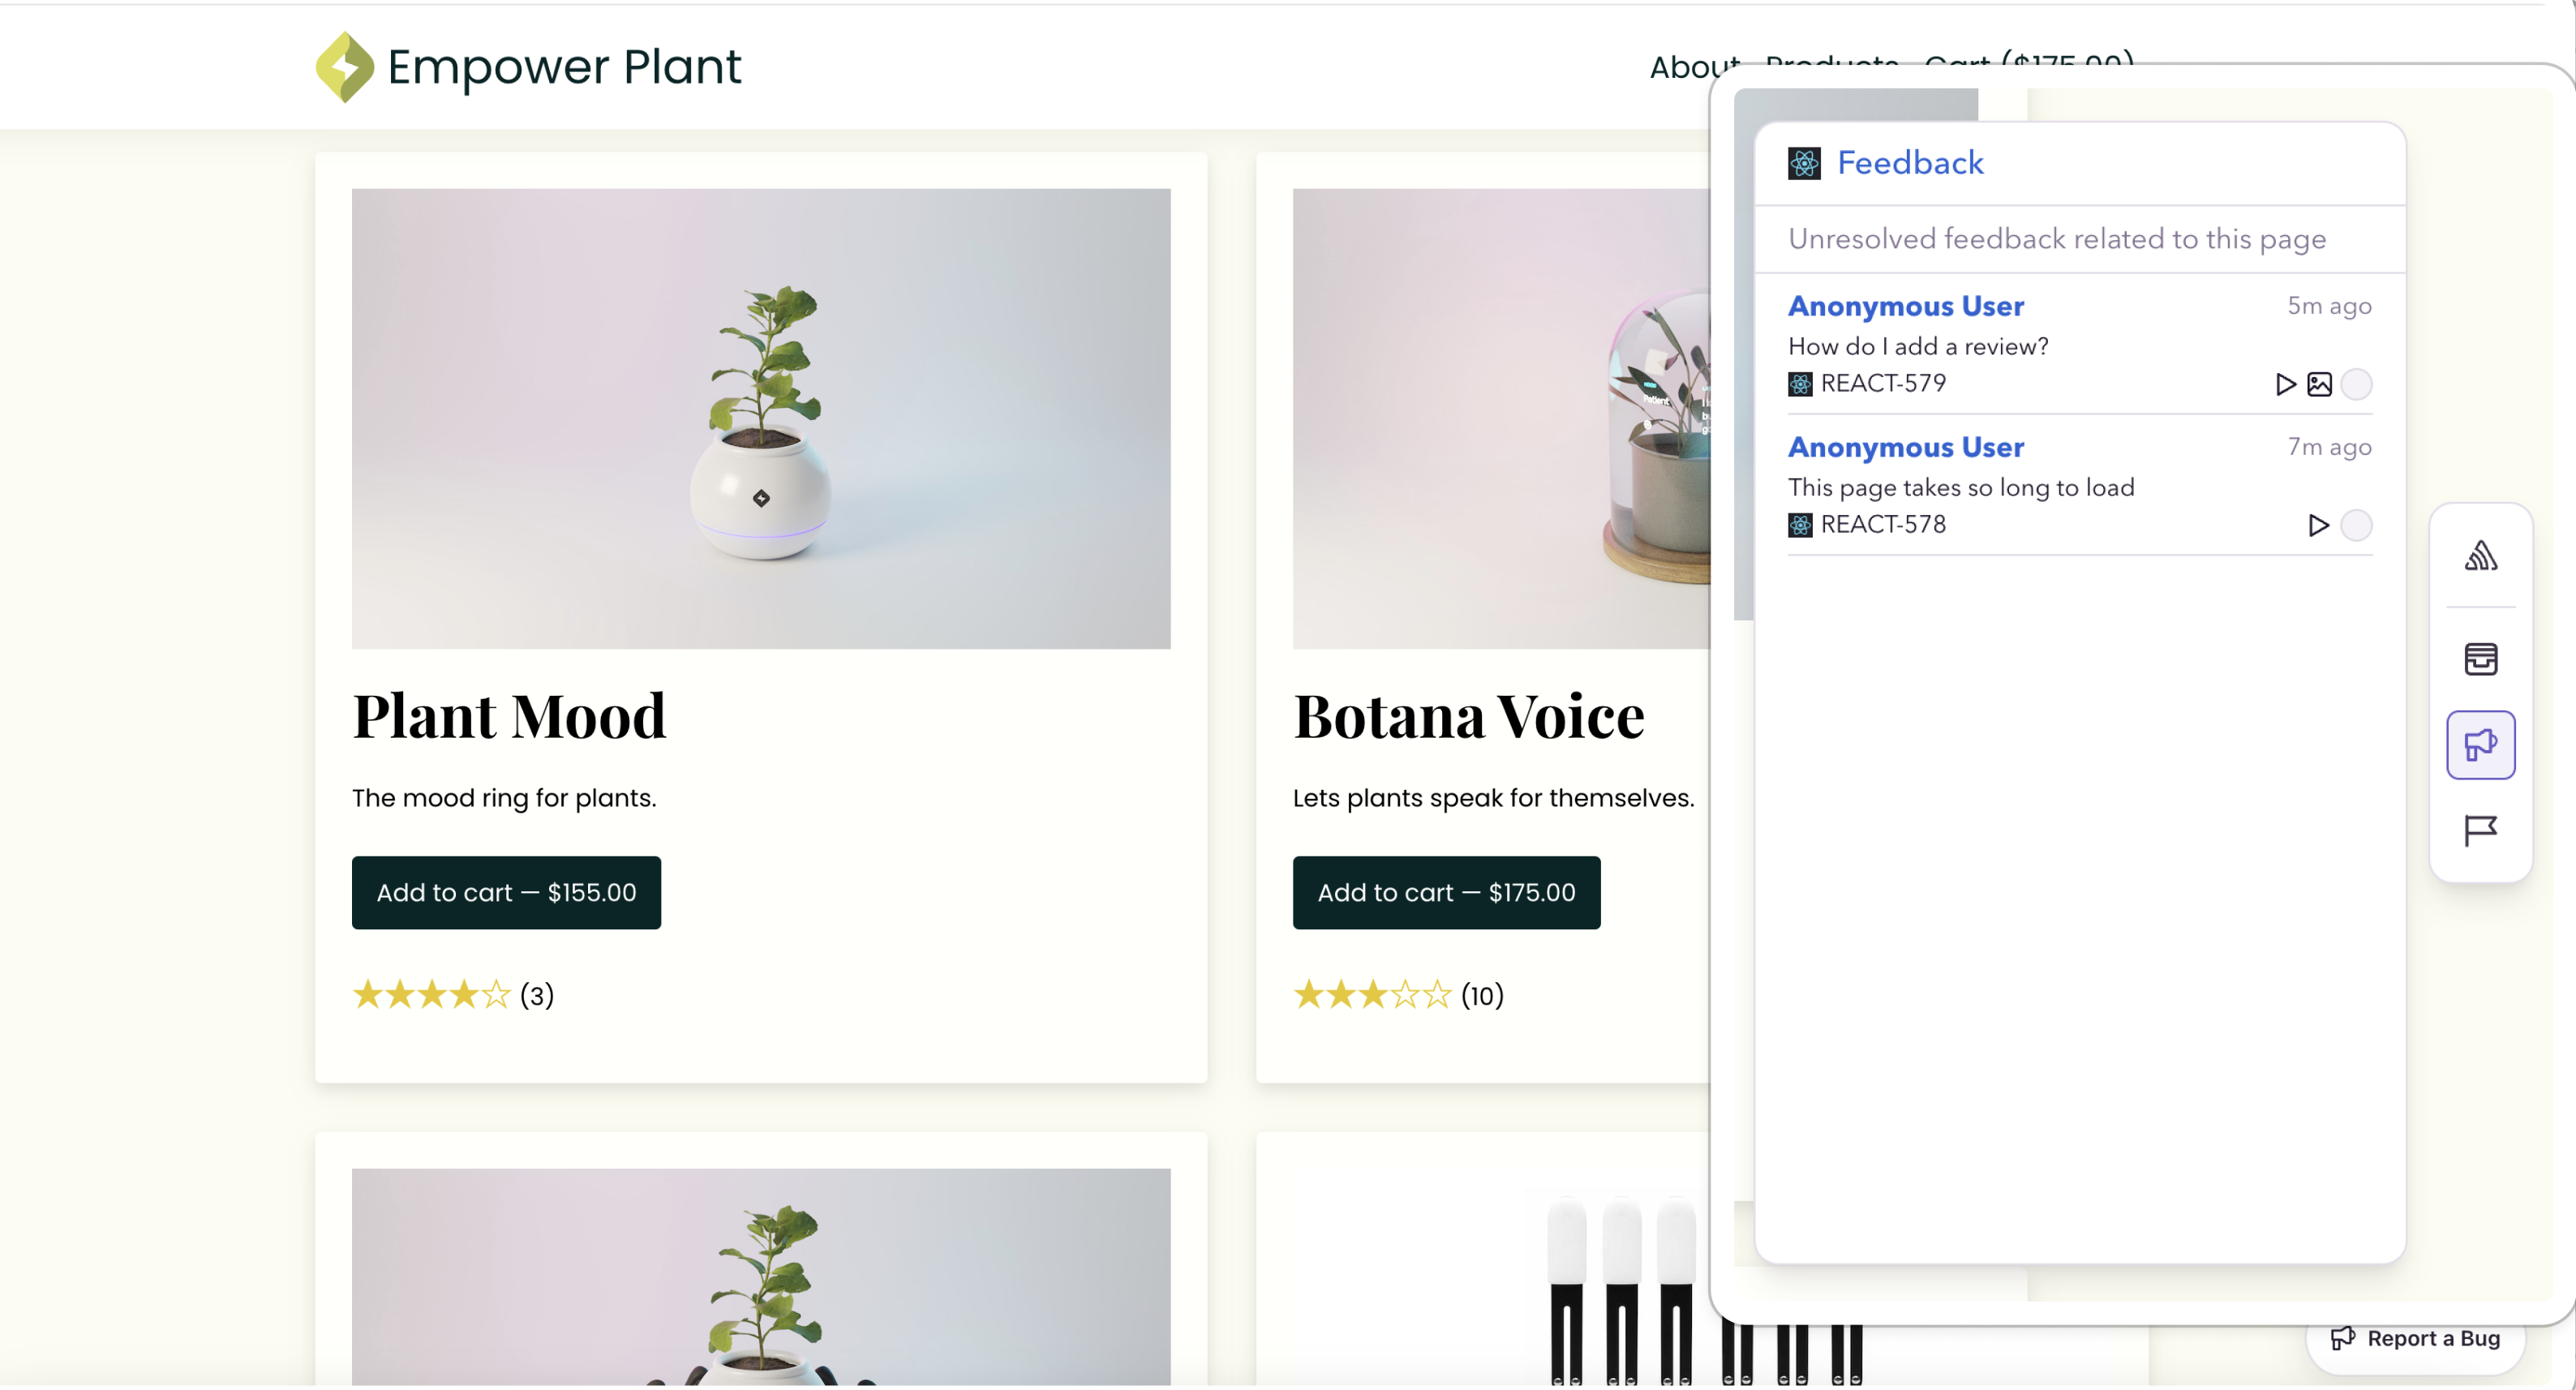 Empower Plant
About Products Cart ($175.00)
Plant Mood
The mood ring for plants.
Add to cart — $155.00
(3)
Botana Voice
Lets plants speak for themselves.
Add to cart — $175.00
(10)
Feedback
Unresolved feedback related to this page
Anonymous User 5m ago
How do I add a review?
REACT-579
Anonymous User 7m ago
This page takes so long to load
REACT-578
Report a Bug